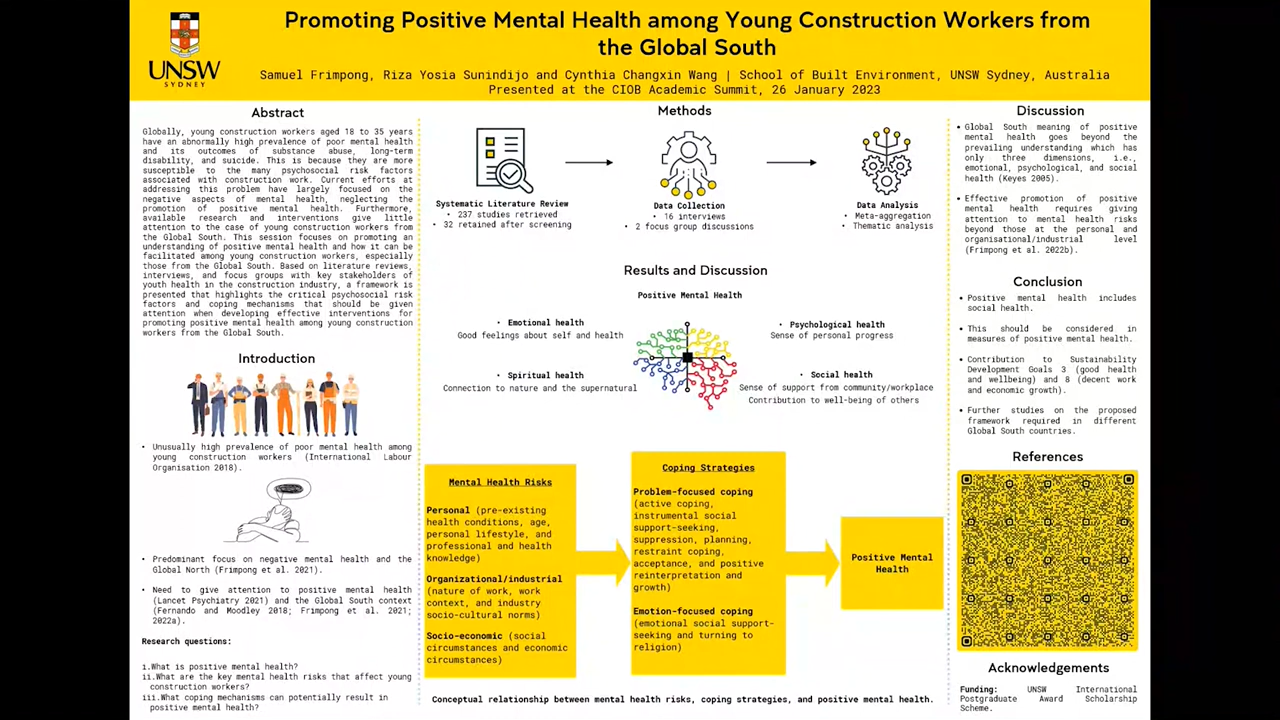 Promoting Positive Mental Health among Young Construction Workers from
the Global South
UNSW
SYDNEY
Samuel Frimpong, Riza Yosia Sunindijo and Cynthia Changxin Wang | School of Built Environment, UNSW Sydney, Australia
Presented at the CIOB Academic Summit, 26 January 2023
Abstract
Globally, young construction workers aged 18 to 35 years
have an abnormally high prevalence of poor mental health
and its outcomes of substance abuse, long-term
disability, and suicide. This is because they are more
susceptible to the many psychosocial risk factors
associated with construction work. Current efforts at
addressing this problem have largely focused on the
negative aspects of mental health, neglecting the
promotion of positive mental health. Furthermore,
available research and interventions give little
attention to the case of young construction workers from
the Global South. This session focuses on promoting an
understanding of positive mental health and how it can be
facilitated among young construction workers, especially
those from the Global South. Based on literature reviews,
interviews, and focus groups with key stakeholders of
youth health in the construction industry, a framework is
presented that highlights the critical psychosocial risk
factors and coping mechanisms that should be given
attention when developing effective interventions for
promoting positive mental health among young construction
workers from the Global South.
Introduction
• Unusually high prevalence of poor mental health among
young construction workers (International Labour
Organisation 2018).
• Predominant focus on negative mental health and the
Global North (Frimpong et al. 2021).
• Need to give attention to positive mental health
(Lancet Psychiatry 2021) and the Global South context
(Fernando and Moodley 2018; Frimpong et al. 2021;
2022a).
Research questions:
i.What is positive mental health?
ii.What are the key mental health risks that affect young
construction workers?
iii.What coping mechanisms can potentially result in
positive mental health?
Methods
Systematic Literature Review
• 237 studies retrieved
• 32 retained after screening
Data Collection
• 16 interviews
• 2 focus group discussions
Data Analysis
• Meta-aggregation
• Thematic analysis
Results and Discussion
Positive Mental Health
• Emotional health
Good feelings about self and health
• Psychological health
Sense of personal progress
• Spiritual health
Connection to nature and the supernatural
• Social health
Sense of support from community/workplace
Contribution to well-being of others
Mental Health Risks
Personal (pre-existing
health conditions, age,
personal lifestyle, and
professional and health
knowledge)
Organizational/industrial
(nature of work, work
context, and industry
socio-cultural norms)
Socio-economic (social
circumstances and economic
circumstances)
Coping Strategies
Problem-focused coping
(active coping,
instrumental social
support-seeking,
suppression, planning,
restraint coping,
acceptance, and positive
reinterpretation and
growth)
Emotion-focused coping
(emotional social support-
seeking and turning to
religion)
Positive Mental
Health
Conceptual relationship between mental health risks, coping strategies, and positive mental health.
Discussion
• Global South meaning of positive
mental health goes beyond the
prevailing understanding which has
only three dimensions, i.e.,
emotional, psychological, and social
health (Keyes 2005).
• Effective promotion of positive
mental health requires giving
attention to mental health risks
beyond those at the personal and
organisational/industrial level
(Frimpong et al. 2022b).
Conclusion
• Positive mental health includes
social health.
• This should be considered in
measures of positive mental health.
• Contribution to Sustainability
Development Goals 3 (good health
and wellbeing) and 8 (decent work
and economic growth).
• Further studies on the proposed
framework required in different
Global South countries.
References
Acknowledgements
Funding: UNSW International
Postgraduate Award Scholarship
Scheme.